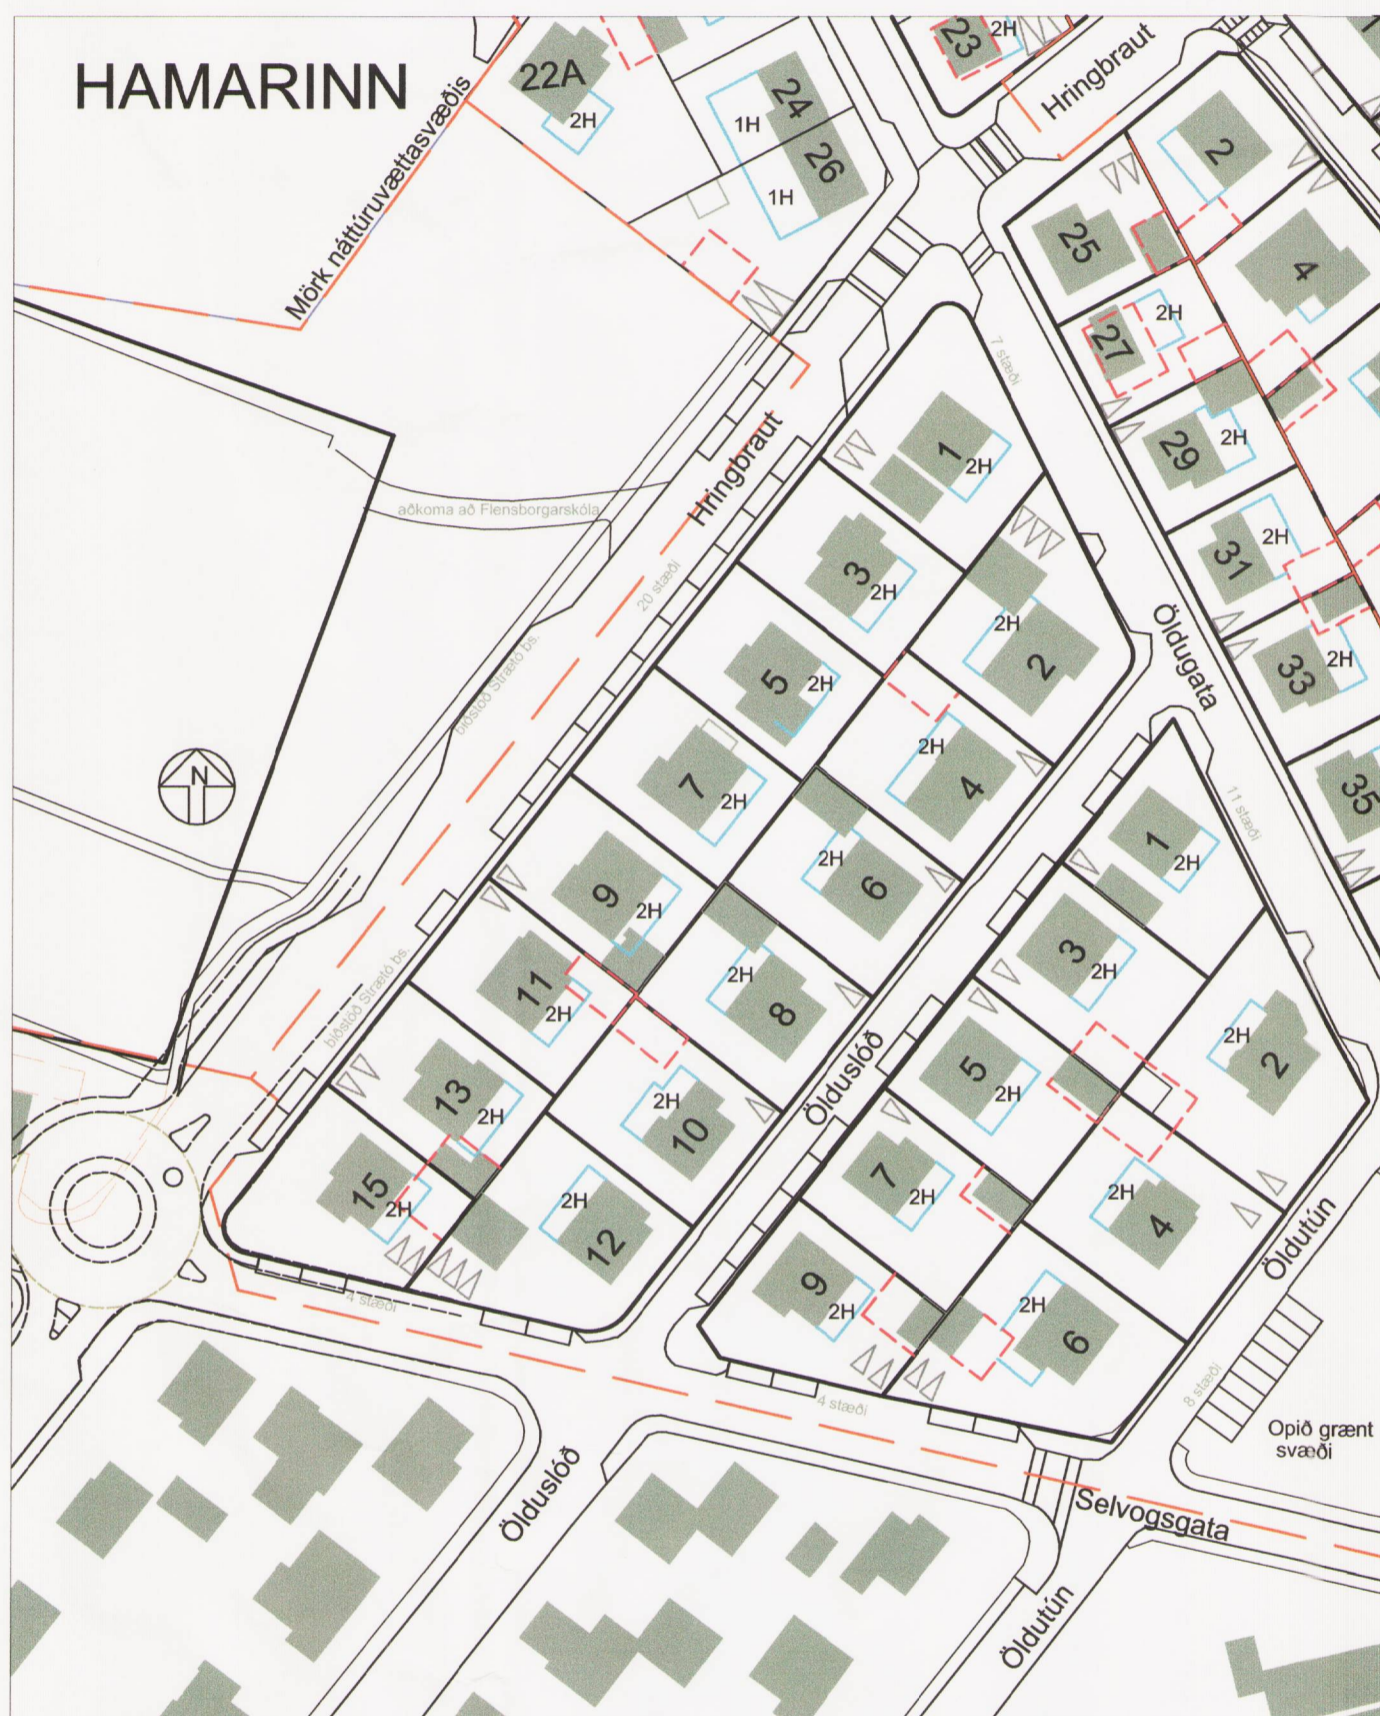 HAMARINN
Mörk náttúruvættasvæðis
22A
2H
24
1H
26
1H
23
2H
Hringbraut
2
25
4
27
2H
29
2H
31
2H
33
2H
35
7 stæði
Hringbraut
20 stæði
aðkoma að Flensborgarskóla
biðstöð Strætó bs.
biðstöð Strætó bs.
N
1
2H
3
2H
5
2H
7
2H
9
2H
11
2H
13
2H
15
2H
2H
2
2H
4
2H
6
2H
8
2H
10
2H
12
4 stæði
Öldugata
11 stæði
Ölduslóð
1
2H
3
2H
5
2H
7
2H
9
2H
2H
2
2H
4
2H
6
4 stæði
Öldutún
8 stæði
Opið grænt
svæði
Selvogsgata
Ölduslóð
Öldutún